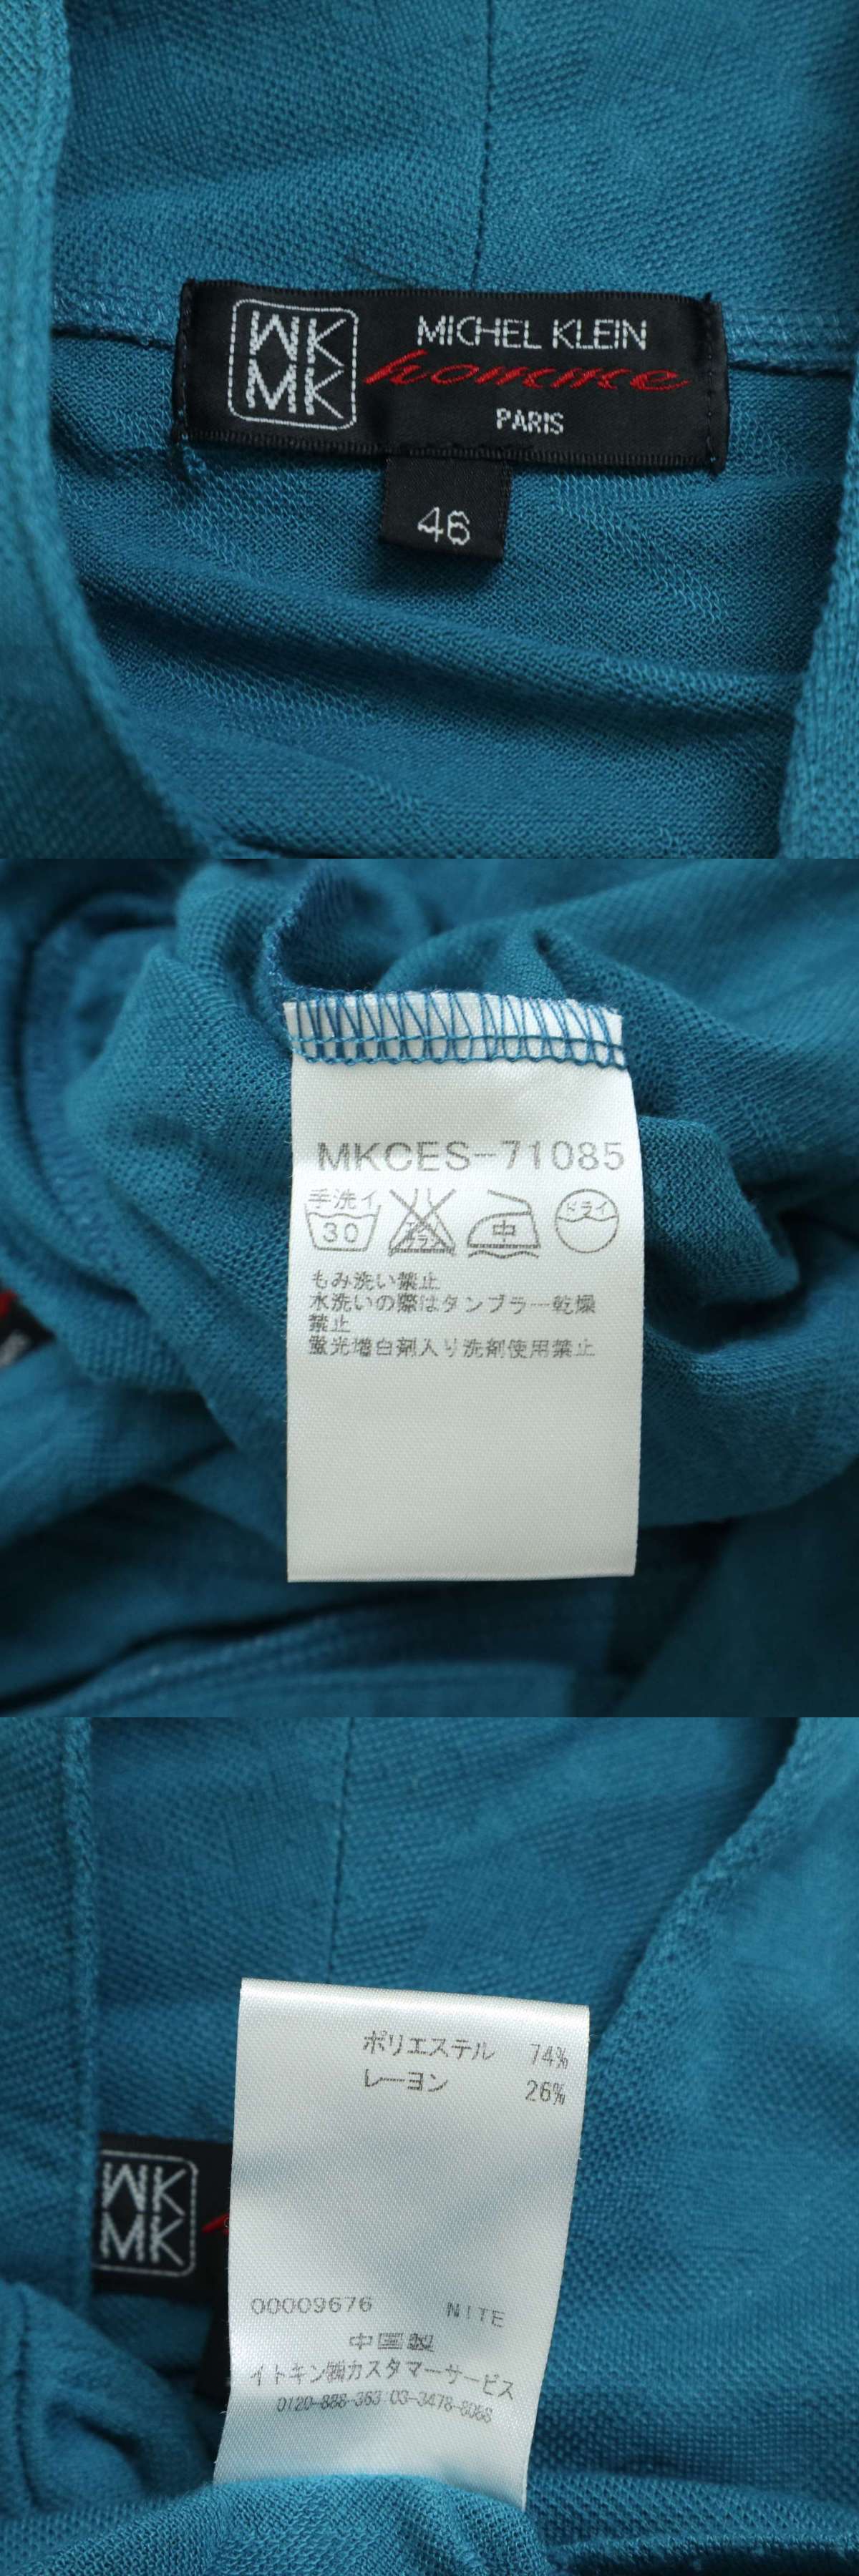 MK
MK
MICHEL KLEIN
homme
PARIS
46
MKCES-71085
手洗イ
30
中
ドライ
もみ洗い禁止
水洗いの際はタンブラー乾燥
禁止
蛍光増白剤入り洗剤使用禁止
ポリエステル 74%
レーヨン 26%
MK
MK
00009676 NITE
中国製
イトキン㈱カスタマーサービス
0120-888-363 03-3478-8088